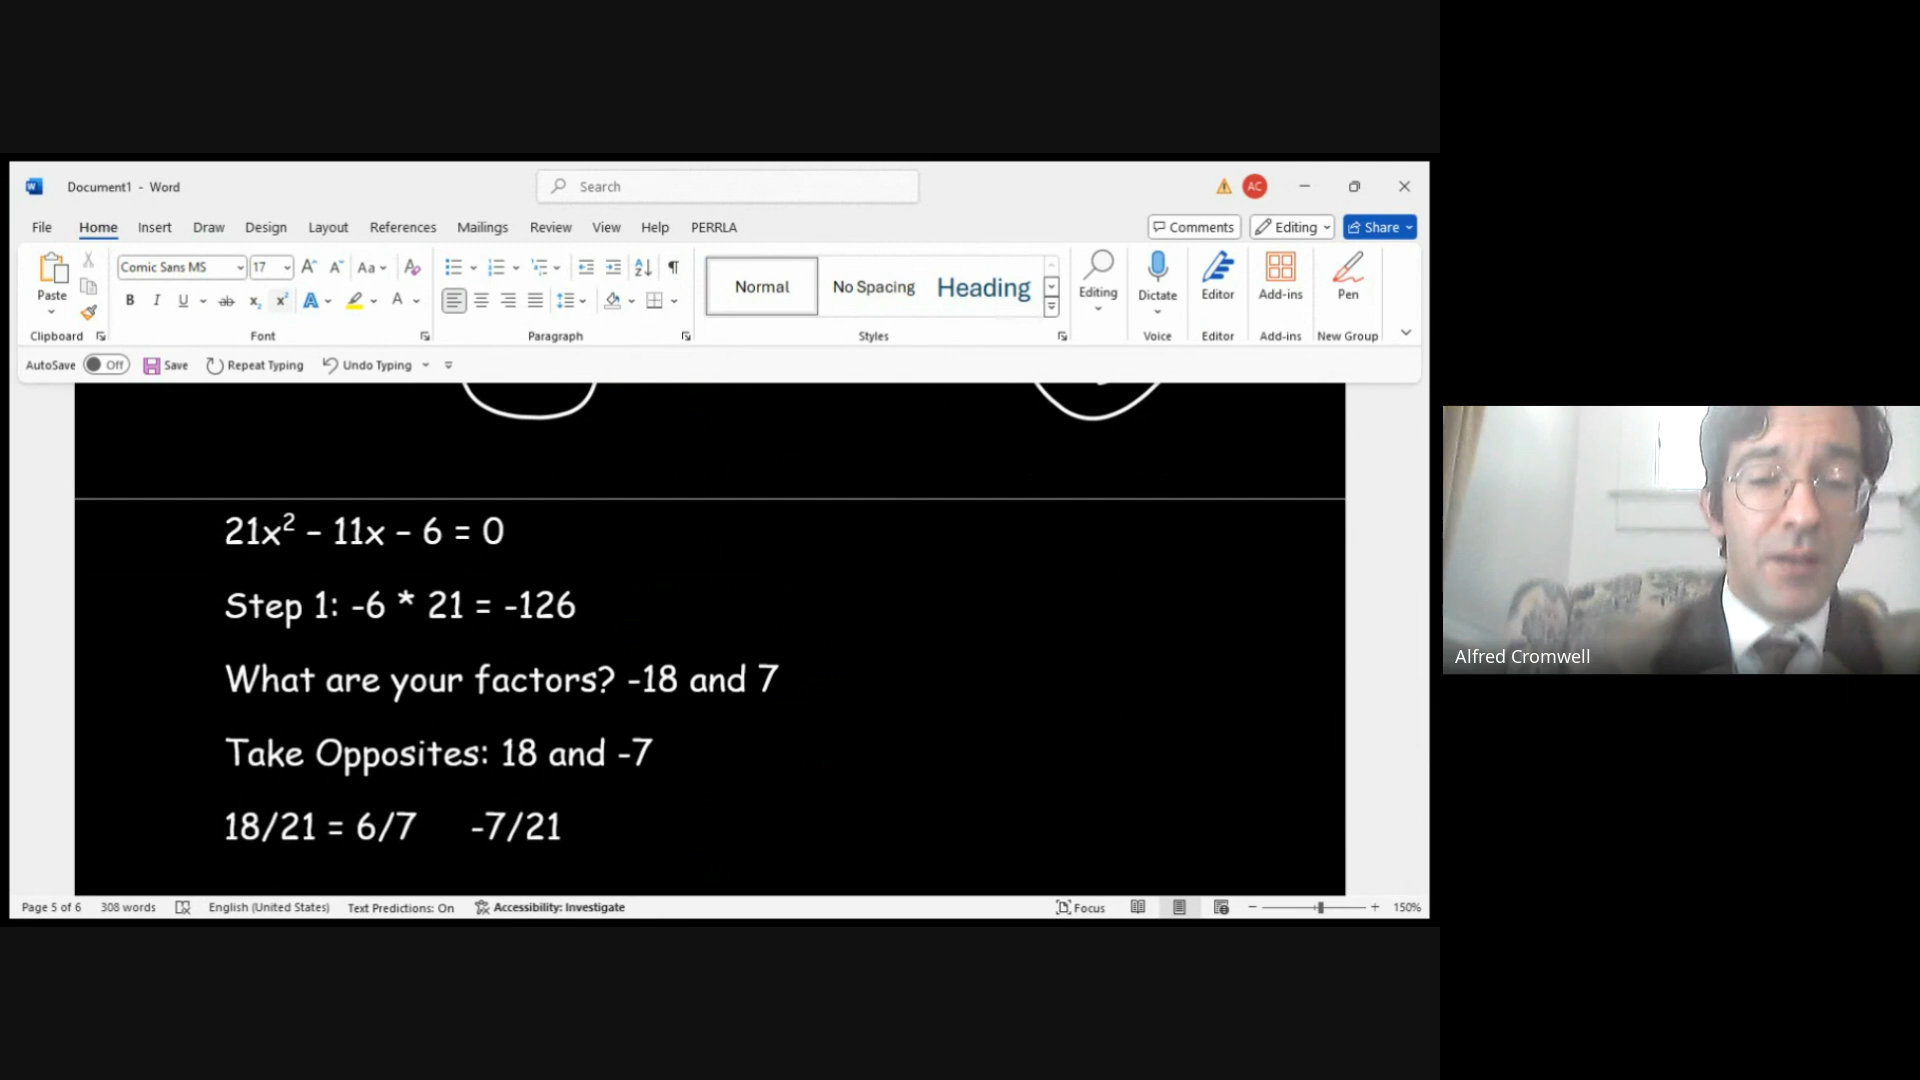 Document1 - Word
Search
AC
File Home Insert Draw Design Layout References Mailings Review View Help PERRLA
Comments Editing Share
Paste
Clipboard
Comic Sans MS 17
Aa
B I U ab x₂ x² A A
Font
Paragraph
Normal No Spacing Heading
Styles
Editing
Dictate
Voice
Editor
Editor
Add-ins
Add-ins
Pen
New Group
AutoSave Off Save Repeat Typing Undo Typing
21x² - 11x - 6 = 0
Step 1: -6 * 21 = -126
What are your factors? -18 and 7
Take Opposites: 18 and -7
18/21 = 6/7 -7/21
Alfred Cromwell
Page 5 of 6 308 words English (United States) Text Predictions: On Accessibility: Investigate Focus 150%